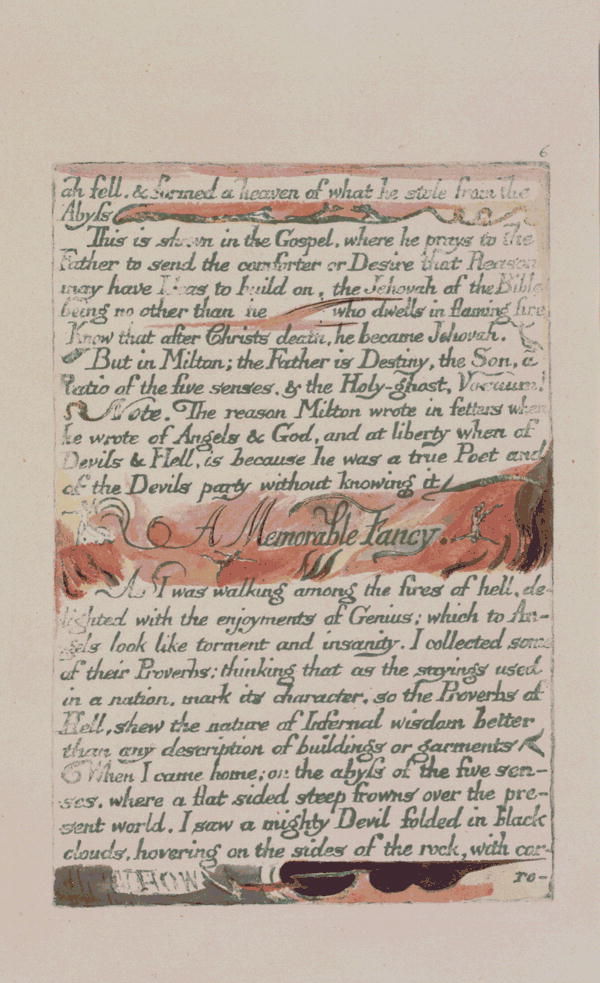 6
ah fell. & formed a heaven of what he stole from the
Abyſs
This is shewn in the Gospel, where he prays to the
Father to send the comforter or Desire that Reason
may have Ideas to build on, the Jehovah of the Bible
being no other than he who dwells in flaming fire
Know that after Christs death, he became Jehovah.
But in Milton; the Father is Destiny, the Son, a
Ratio of the five senses, & the Holy-ghost, Vacuum!
Note. The reason Milton wrote in fetters when
he wrote of Angels & God, and at liberty when of
Devils & Hell, is because he was a true Poet and
of the Devils party without knowing it
A Memorable Fancy.
As I was walking among the fires of hell, de-
lighted with the enjoyments of Genius; which to An-
gels look like torment and insanity. I collected some
of their Proverbs: thinking that as the sayings used
in a nation, mark its character, so the Proverbs of
Hell, shew the nature of Infernal wisdom better
than any description of buildings or garments
When I came home; on the abyſs of the five sen-
ses, where a flat sided steep frowns over the pre-
sent world. I saw a mighty Devil folded in black
clouds, hovering on the sides of the rock, with cor-
HOW
ro-